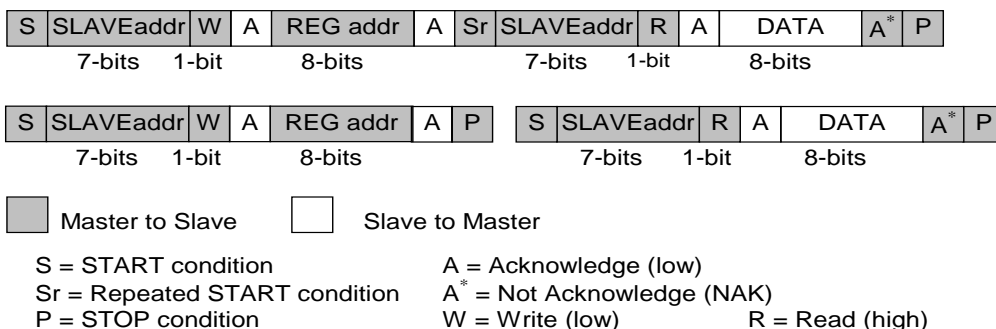 S SLAVEaddr W A REG addr A Sr SLAVEaddr R A DATA A* P
7-bits 1-bit 8-bits 7-bits 1-bit 8-bits
S SLAVEaddr W A REG addr A P S SLAVEaddr R A DATA A* P
7-bits 1-bit 8-bits 7-bits 1-bit 8-bits
Master to Slave Slave to Master
S = START condition A = Acknowledge (low)
Sr = Repeated START condition A* = Not Acknowledge (NAK)
P = STOP condition W = Write (low) R = Read (high)